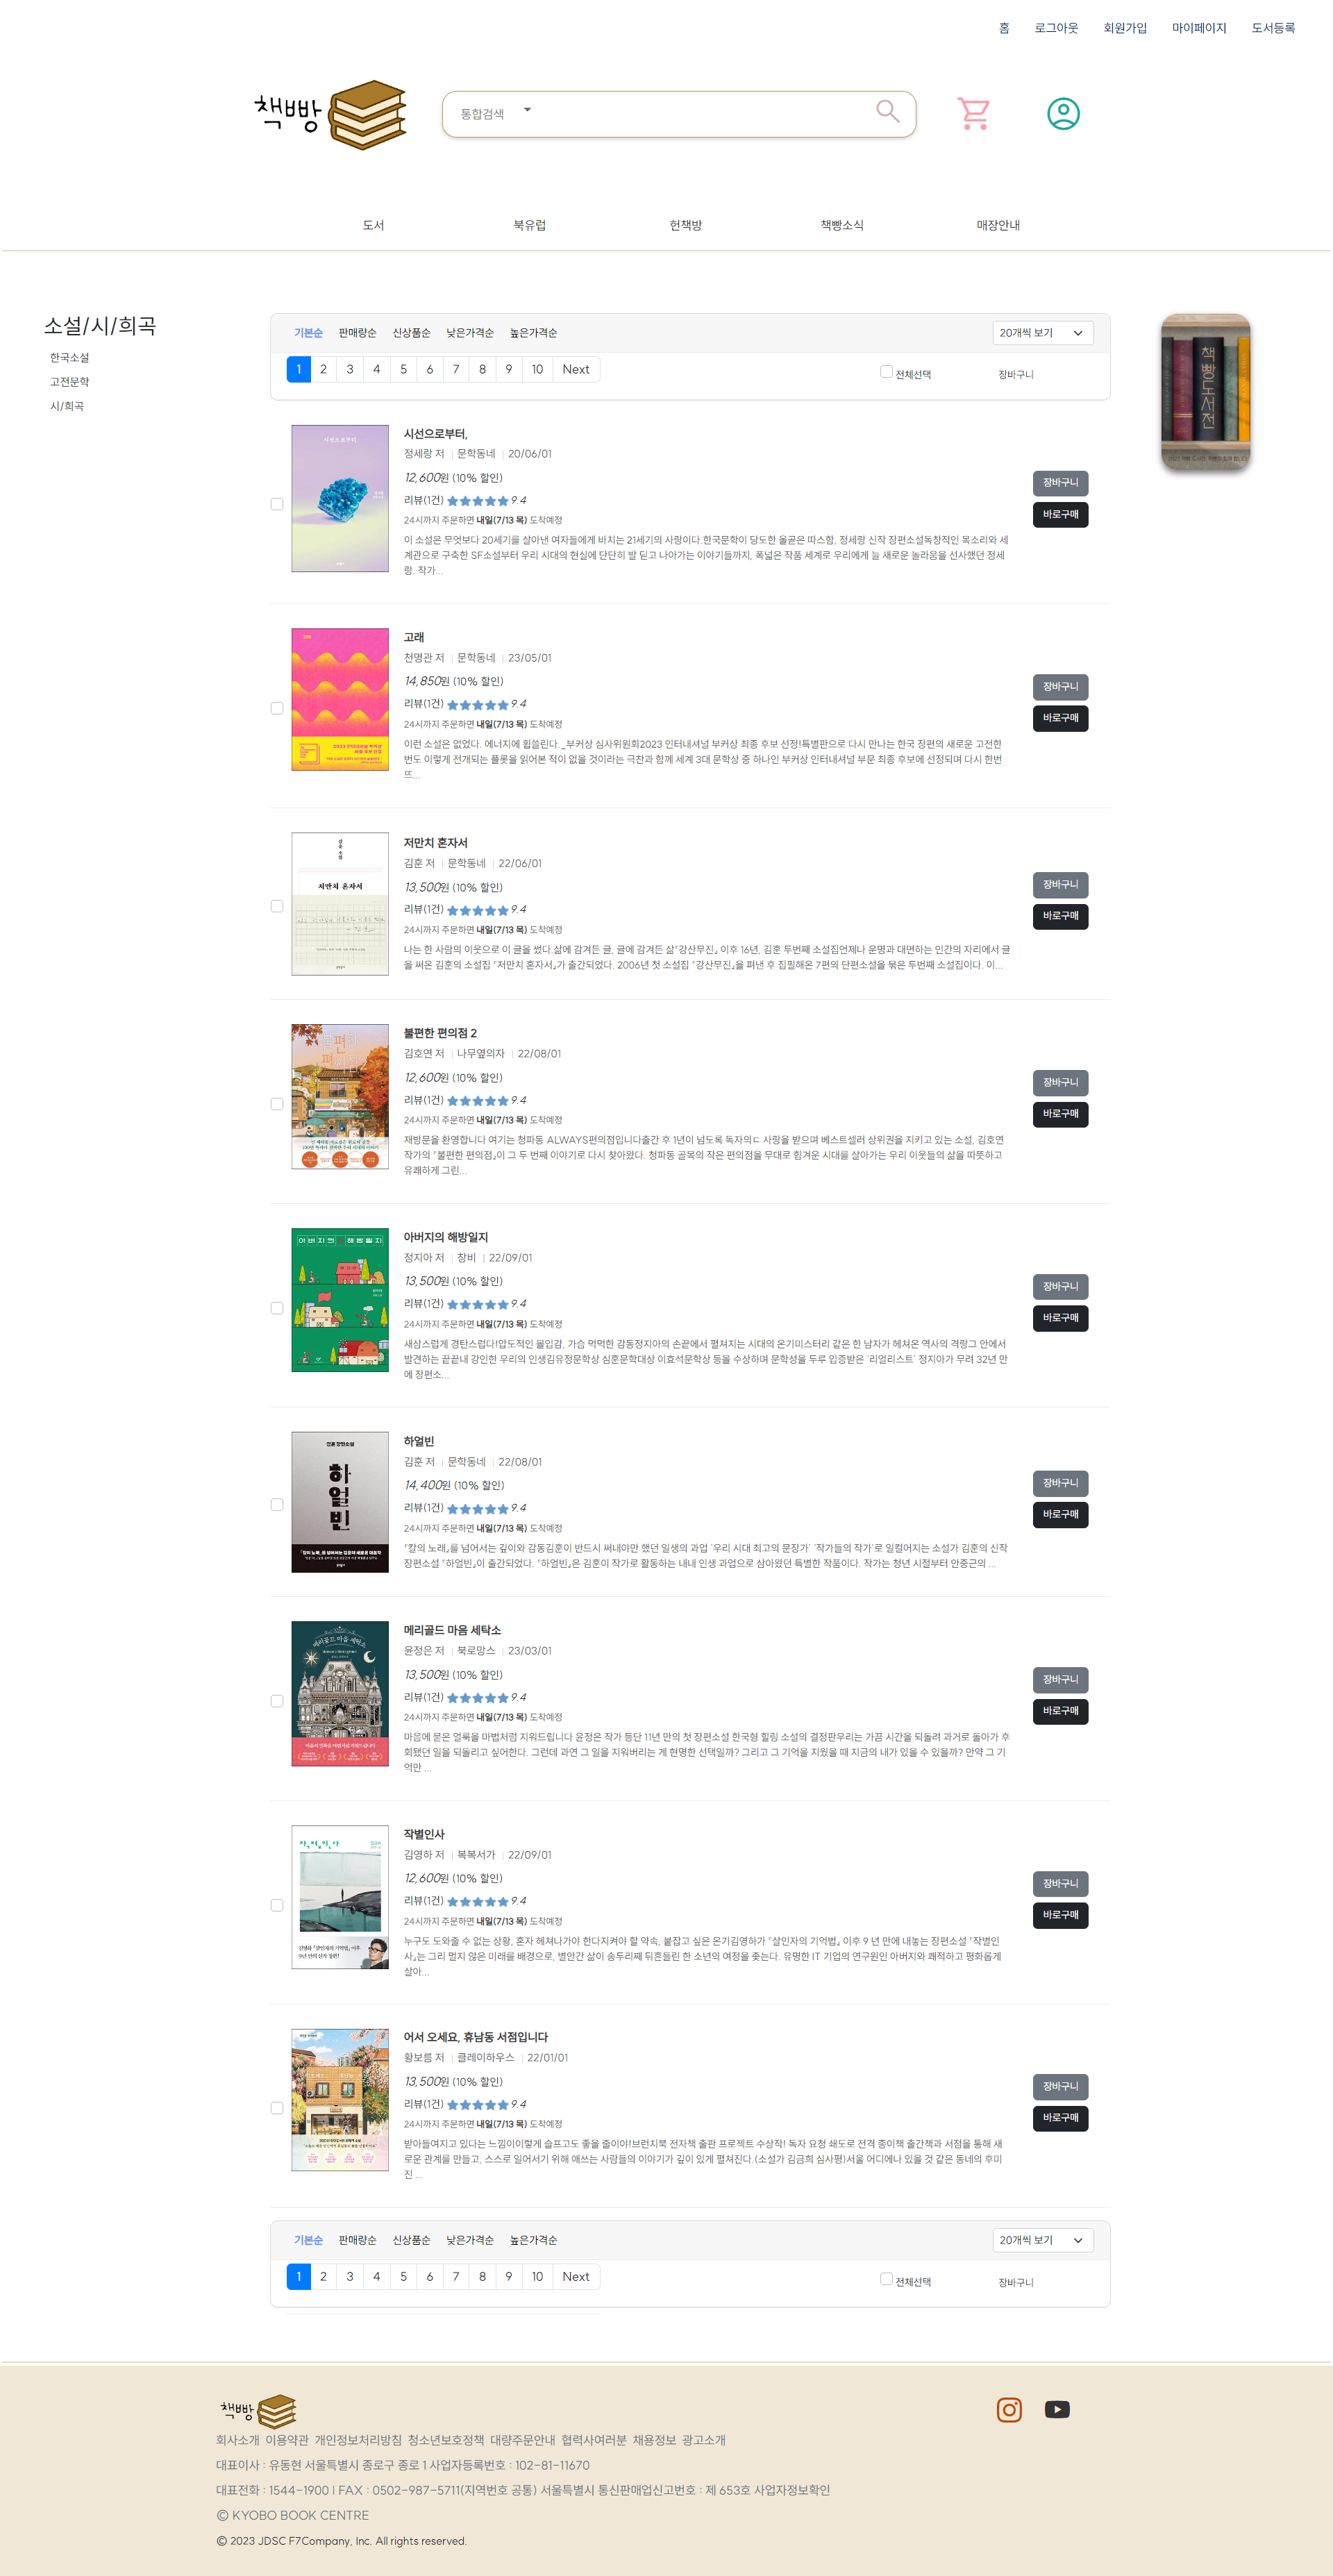 홈 로그아웃 회원가입 마이페이지 도서등록
책빵
통합검색
도서 북유럽 헌책방 책빵소식 매장안내
소설/시/희곡
한국소설
고전문학
시/희곡
기본순 판매량순 신상품순 낮은가격순 높은가격순 20개씩 보기
1 2 3 4 5 6 7 8 9 10 Next 전체선택 장바구니
책빵도서전
시선으로부터,
시선으로부터,
정세랑 저 | 문학동네 | 20/06/01
12,600원 (10% 할인)
리뷰(1건) 9.4
24시까지 주문하면 내일(7/13 목) 도착예정
이 소설은 무엇보다 20세기를 살아낸 여자들에게 바치는 21세기의 사랑이다.한국문학이 당도한 올곧은 따스함, 정세랑 신작 장편소설독창적인 목소리와 세
계관으로 구축한 SF소설부터 우리 시대의 현실에 단단히 발 딛고 나아가는 이야기들까지, 폭넓은 작품 세계로 우리에게 늘 새로운 놀라움을 선사했던 정세
랑. 작가...
장바구니
바로구매
고래
천명관 저 | 문학동네 | 23/05/01
14,850원 (10% 할인)
리뷰(1건) 9.4
24시까지 주문하면 내일(7/13 목) 도착예정
이런 소설은 없었다. 에너지에 휩쓸린다._부커상 심사위원회2023 인터내셔널 부커상 최종 후보 선정!특별판으로 다시 만나는 한국 장편의 새로운 고전한
번도 이렇게 전개되는 플롯을 읽어본 적이 없을 것이라는 극찬과 함께 세계 3대 문학상 중 하나인 부커상 인터내셔널 부문 최종 후보에 선정되며 다시 한번
뜨...
장바구니
바로구매
김훈 소설
저만치 혼자서
저만치 혼자서
김훈 저 | 문학동네 | 22/06/01
13,500원 (10% 할인)
리뷰(1건) 9.4
24시까지 주문하면 내일(7/13 목) 도착예정
나는 한 사람의 이웃으로 이 글을 썼다.삶에 감겨든 글, 글에 감겨든 삶『강산무진』 이후 16년, 김훈 두번째 소설집언제나 운명과 대면하는 인간의 자리에서 글
을 써온 김훈의 소설집 『저만치 혼자서』가 출간되었다. 2006년 첫 소설집 『강산무진』을 펴낸 후 집필해온 7편의 단편소설을 묶은 두번째 소설집이다. 이...
장바구니
바로구매
불편한 편의점 2
김호연 저 | 나무옆의자 | 22/08/01
12,600원 (10% 할인)
리뷰(1건) 9.4
24시까지 주문하면 내일(7/13 목) 도착예정
재방문을 환영합니다 여기는 청파동 ALWAYS편의점입니다출간 후 1년이 넘도록 독자의ㄷ 사랑을 받으며 베스트셀러 상위권을 지키고 있는 소설, 김호연
작가의 『불편한 편의점』이 그 두 번째 이야기로 다시 찾아왔다. 청파동 골목의 작은 편의점을 무대로 힘겨운 시대를 살아가는 우리 이웃들의 삶을 따뜻하고
유쾌하게 그린...
장바구니
바로구매
아버지의 해방일지
아버지의 해방일지
정지아 저 | 창비 | 22/09/01
13,500원 (10% 할인)
리뷰(1건) 9.4
24시까지 주문하면 내일(7/13 목) 도착예정
새삼스럽게 경탄스럽다!압도적인 몰입감, 가슴 먹먹한 감동정지아의 손끝에서 펼쳐지는 시대의 온기미스터리 같은 한 남자가 헤쳐온 역사의 격랑그 안에서
발견하는 끝끝내 강인한 우리의 인생김유정문학상 심훈문학대상 이효석문학상 등을 수상하며 문학성을 두루 입증받은 '리얼리스트' 정지아가 무려 32년 만
에 장편소...
장바구니
바로구매
김훈 장편소설
하얼빈
하얼빈
김훈 저 | 문학동네 | 22/08/01
14,400원 (10% 할인)
리뷰(1건) 9.4
24시까지 주문하면 내일(7/13 목) 도착예정
『칼의 노래』를 넘어서는 깊이와 감동김훈이 반드시 써내야만 했던 일생의 과업 '우리 시대 최고의 문장가' '작가들의 작가'로 일컬어지는 소설가 김훈의 신작
장편소설 『하얼빈』이 출간되었다. 『하얼빈』은 김훈이 작가로 활동하는 내내 인생 과업으로 삼아왔던 특별한 작품이다. 작가는 청년 시절부터 안중근의 ...
장바구니
바로구매
메리골드 마음 세탁소
메리골드 마음 세탁소
윤정은 저 | 북로망스 | 23/03/01
13,500원 (10% 할인)
리뷰(1건) 9.4
24시까지 주문하면 내일(7/13 목) 도착예정
마음에 묻은 얼룩을 마법처럼 지워드립니다 윤정은 작가 등단 11년 만의 첫 장편소설 한국형 힐링 소설의 결정판우리는 가끔 시간을 되돌려 과거로 돌아가 후
회했던 일을 되돌리고 싶어한다. 그런데 과연 그 일을 지워버리는 게 현명한 선택일까? 그리고 그 기억을 지웠을 때 지금의 내가 있을 수 있을까? 만약 그 기
억만 ...
장바구니
바로구매
작별인사
작별인사
김영하 저 | 복복서가 | 22/09/01
12,600원 (10% 할인)
리뷰(1건) 9.4
24시까지 주문하면 내일(7/13 목) 도착예정
누구도 도와줄 수 없는 상황, 혼자 헤쳐나가야 한다지켜야 할 약속, 붙잡고 싶은 온기김영하가 『살인자의 기억법』 이후 9 년 만에 내놓는 장편소설 『작별인
사』는 그리 멀지 않은 미래를 배경으로, 별안간 삶이 송두리째 뒤흔들린 한 소년의 여정을 좇는다. 유명한 IT 기업의 연구원인 아버지와 쾌적하고 평화롭게
살아...
장바구니
바로구매
어서 오세요, 휴남동 서점입니다
황보름 저 | 클레이하우스 | 22/01/01
13,500원 (10% 할인)
리뷰(1건) 9.4
24시까지 주문하면 내일(7/13 목) 도착예정
받아들여지고 있다는 느낌이이렇게 슬프고도 좋을 줄이야!브런치북 전자책 출판 프로젝트 수상작! 독자 요청 쇄도로 전격 종이책 출간책과 서점을 통해 새
로운 관계를 만들고, 스스로 일어서기 위해 애쓰는 사람들의 이야기가 깊이 있게 펼쳐진다.(소설가 김금희 심사평)서울 어디에나 있을 것 같은 동네의 후미
진 ...
장바구니
바로구매
기본순 판매량순 신상품순 낮은가격순 높은가격순 20개씩 보기
1 2 3 4 5 6 7 8 9 10 Next 전체선택 장바구니
책빵
회사소개 이용약관 개인정보처리방침 청소년보호정책 대량주문안내 협력사여러분 채용정보 광고소개
대표이사 : 유동현 서울특별시 종로구 종로 1 사업자등록번호 : 102-81-11670
대표전화 : 1544-1900 | FAX : 0502-987-5711(지역번호 공통) 서울특별시 통신판매업신고번호 : 제 653호 사업자정보확인
© KYOBO BOOK CENTRE
© 2023 JDSC F7Company, Inc. All rights reserved.